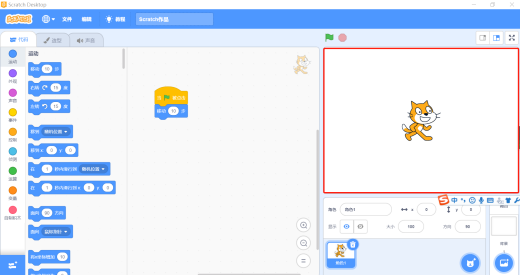 Scratch Desktop
文件 编辑 教程 Scratch作品
代码 造型 声音
运动
运动
移动 10 步
外观
右转 15 度
声音
左转 15 度
事件
控制
移到 随机位置
侦测
移到 x: 0 y: 0
运算
在 1 秒内滑行到 随机位置
变量
在 1 秒内滑行到 x: 0 y: 0
自制积木
面向 90 方向
面向 鼠标指针
将x坐标增加 10
当 被点击
移动 10 步
中
角色 角色1 x 0 y 0
显示 大小 100 方向 90
角色1
背景